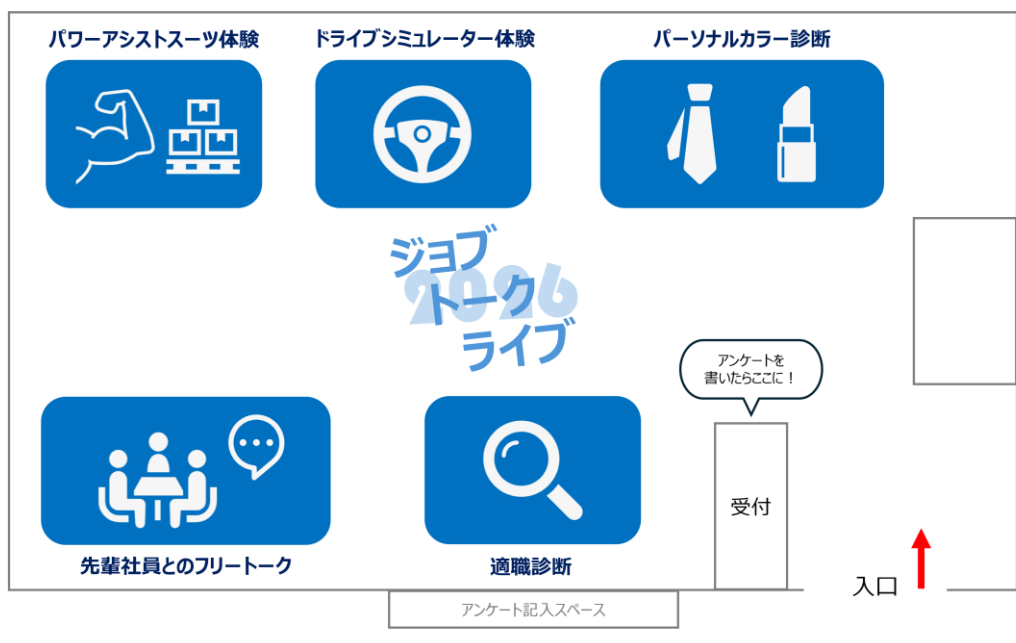 パワーアシストスーツ体験
ドライブシミュレーター体験
パーソナルカラー診断
ジョブ
2026
トーク
ライブ
アンケートを
書いたらここに！
受付
入口
先輩社員とのフリートーク
適職診断
アンケート記入スペース